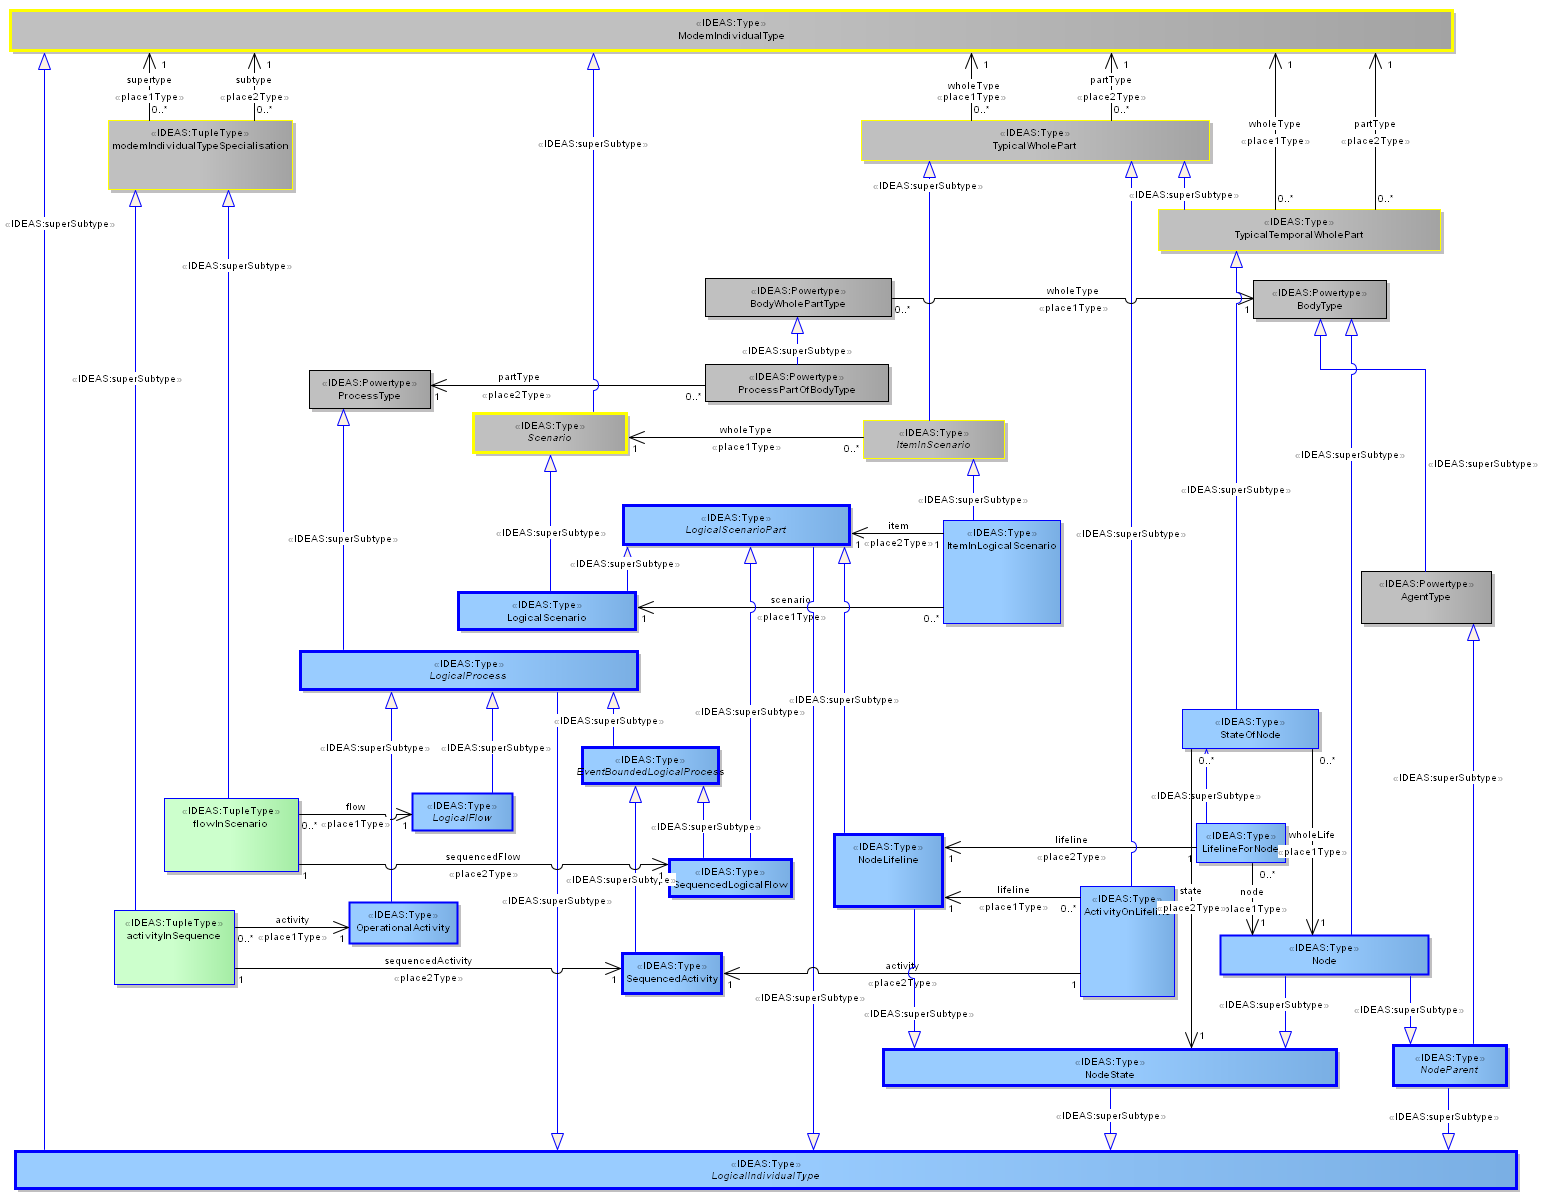 «IDEAS:Type»
ModemIndividualType
1
1
1
1
1
1
supertype
subtype
wholeType
partType
«place1Type»
«place2Type»
«place1Type»
«place2Type»
0..*
0..*
0..*
0..*
wholeType
partType
«place1Type»
«place2Type»
«IDEAS:TupleType»
modemIndividualTypeSpecialisation
«IDEAS:Type»
TypicalWholePart
«IDEAS:superSubtype»
«IDEAS:superSubtype»
«IDEAS:superSubtype»
0..*
0..*
«IDEAS:superSubtype»
«IDEAS:Type»
TypicalTemporalWholePart
«IDEAS:superSubtype»
«IDEAS:Powertype»
BodyWholePartType
wholeType
«place1Type»
0..*
1
«IDEAS:Powertype»
BodyType
«IDEAS:superSubtype»
«IDEAS:superSubtype»
«IDEAS:Powertype»
ProcessType
partType
«place2Type»
1
0..*
«IDEAS:Powertype»
ProcessPartOfBodyType
«IDEAS:Type»
Scenario
wholeType
«place1Type»
1
0..*
«IDEAS:Type»
ItemInScenario
«IDEAS:superSubtype»
«IDEAS:superSubtype»
«IDEAS:superSubtype»
«IDEAS:superSubtype»
«IDEAS:Type»
LogicalScenarioPart
item
«place2Type»
1
1
«IDEAS:Type»
ItemInLogicalScenario
«IDEAS:superSubtype»
«IDEAS:superSubtype»
«IDEAS:superSubtype»
«IDEAS:superSubtype»
«IDEAS:Type»
LogicalScenario
scenario
«place1Type»
1
0..*
«IDEAS:Powertype»
AgentType
«IDEAS:Type»
LogicalProcess
«IDEAS:superSubtype»
«IDEAS:superSubtype»
«IDEAS:superSubtype»
«IDEAS:superSubtype»
«IDEAS:superSubtype»
«IDEAS:Type»
StateOfNode
0..*
0..*
«IDEAS:Type»
EventBoundedLogicalProcess
«IDEAS:superSubtype»
«IDEAS:superSubtype»
«IDEAS:TupleType»
flowInScenario
flow
«place1Type»
0..*
1
«IDEAS:Type»
LogicalFlow
«IDEAS:superSubtype»
«IDEAS:Type»
LifelineForNode
wholeLife
«place1Type»
1
«IDEAS:Type»
NodeLifeline
lifeline
«place2Type»
1
1
sequencedFlow
«place2Type»
1
1
«IDEAS:Type»
SequencedLogicalFlow
«IDEAS:superSubtype»
«IDEAS:superSubtype»
0..*
lifeline
«place1Type»
1
0..*
«IDEAS:Type»
state
«place2Type»
node
1
1
«IDEAS:TupleType»
activityInSequence
activity
«place1Type»
0..*
1
«IDEAS:Type»
OperationalActivity
«IDEAS:Type»
Node
sequencedActivity
«place2Type»
1
1
«IDEAS:Type»
SequencedActivity
activity
«place2Type»
1
1
«IDEAS:superSubtype»
«IDEAS:superSubtype»
«IDEAS:superSubtype»
«IDEAS:superSubtype»
1
«IDEAS:Type»
NodeState
«IDEAS:Type»
NodeParent
«IDEAS:superSubtype»
«IDEAS:superSubtype»
«IDEAS:Type»
LogicalIndividualType